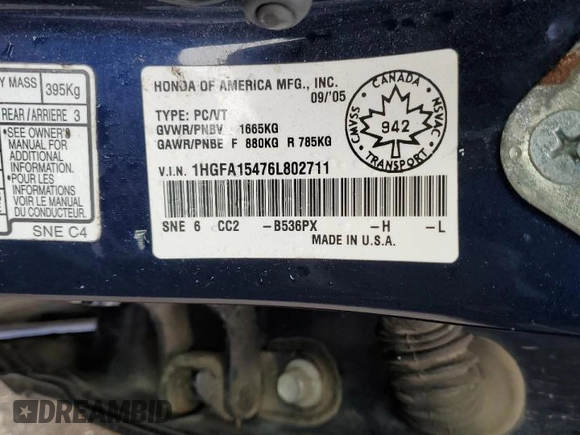 Y MASS 395Kg
REAR / ARRIERE 3
•SEE OWNER'S
MANUAL FOR
ADDITIONAL
INFORMATION.
•POUR PLUS
D'INFORMATIONS,
VOIR LE
MANUEL DU
CONDUCTEUR.
SNE C4
HONDA OF AMERICA MFG., INC.
09/'05
TYPE: PC/VT
GVWR/PNBV 1665KG
GAWR/PNBE F 880KG R 785KG
V.I.N. 1HGFA15476L802711
SNE 6 CC2 -B536PX -H -L
MADE IN U.S.A.
CANADA
CMVSS
942
NSVAC
DREAMBID